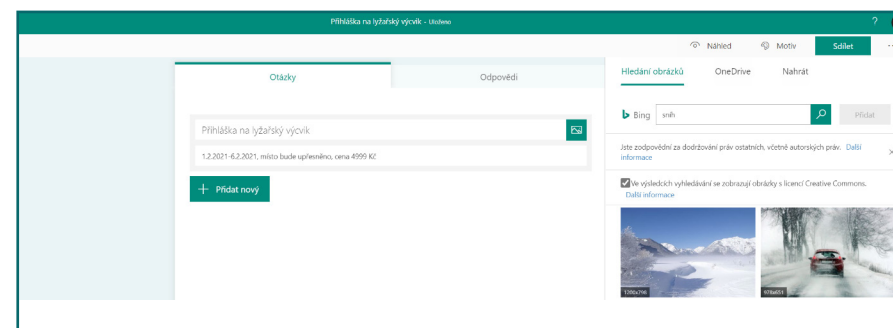 Přihláška na lyžařský výcvik - Uloženo
?
Náhled
Motiv
Sdílet
Otázky
Odpovědi
Hledání obrázků
OneDrive
Nahrát
Přihláška na lyžařský výcvik
1.2.2021-6.2.2021, místo bude upřesněno, cena 4999 Kč
Přidat nový
Bing
sníh
Přidat
Jste zodpovědní za dodržování práv ostatních, včetně autorských práv. Další
informace
Ve výsledcích vyhledávání se zobrazují obrázky s licencí Creative Commons.
Další informace
1200x796
978x651